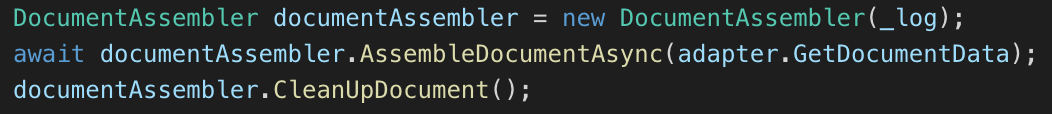 DocumentAssembler documentAssembler = new DocumentAssembler(_log);
await documentAssembler.AssembleDocumentAsync(adapter.GetDocumentData);
documentAssembler.CleanUpDocument();